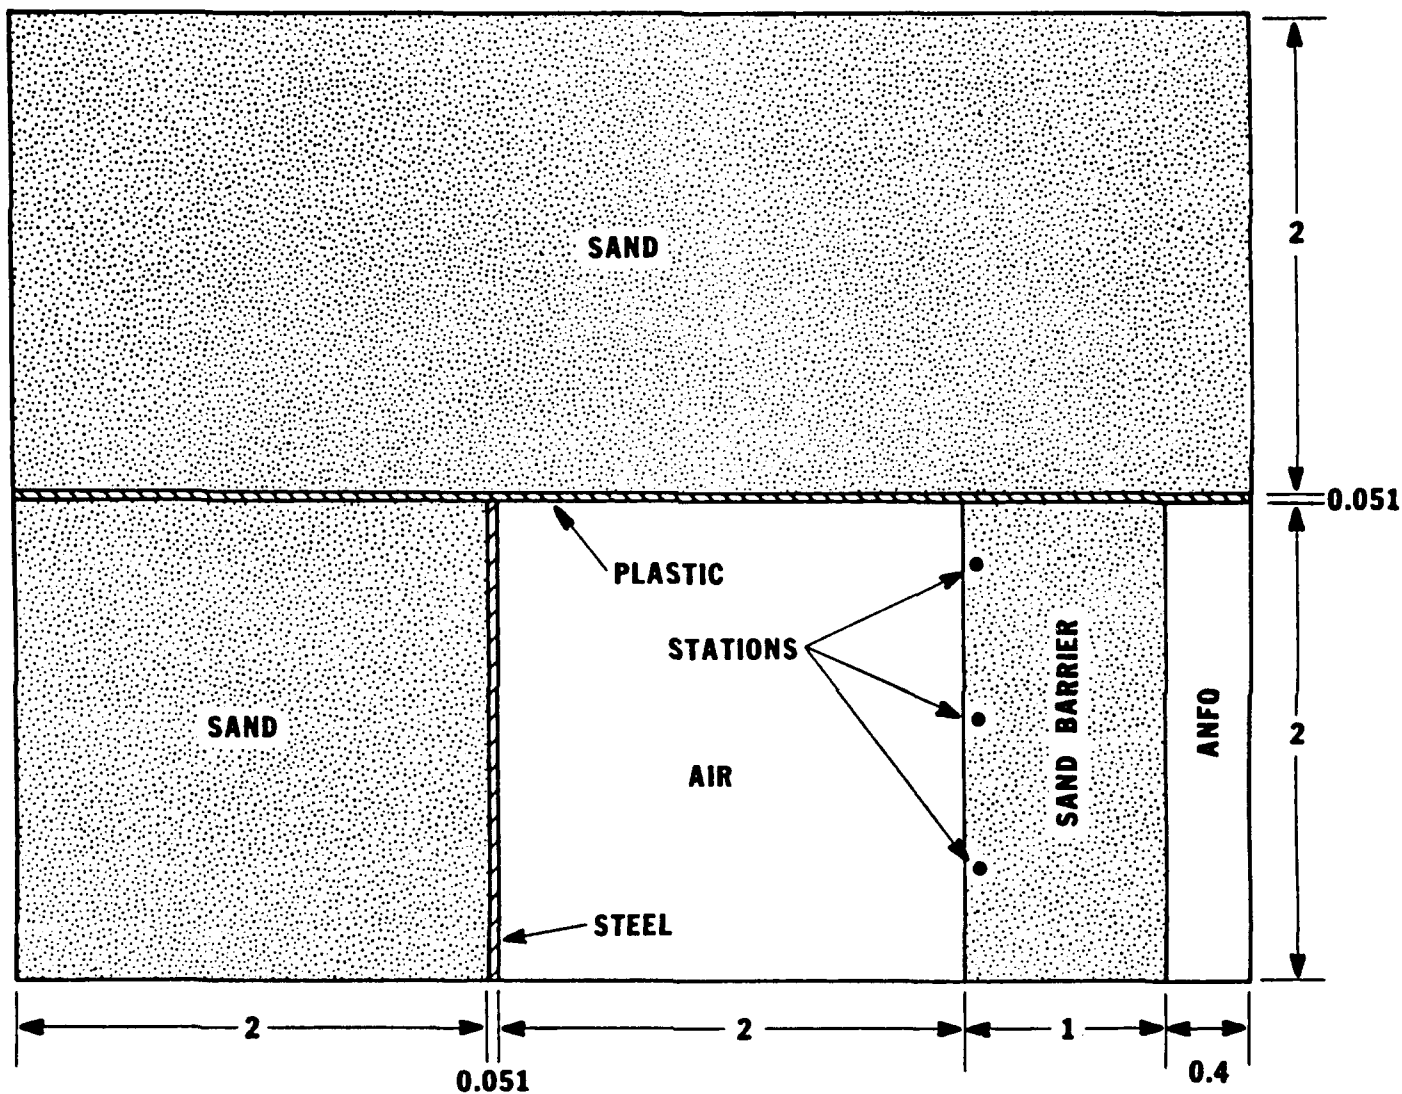 SAND
2
0.051
PLASTIC
STATIONS
SAND BARRIER
ANFO
2
SAND
AIR
STEEL
2
2
1
0.051
0.4